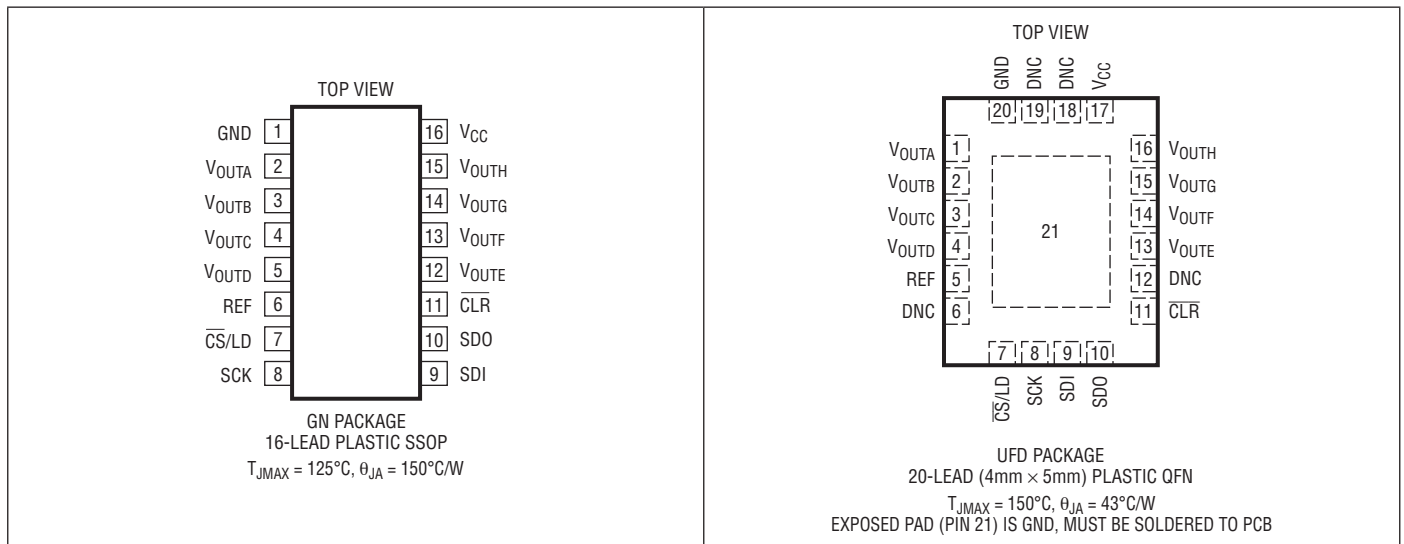 TOP VIEW
GND 1
VOUTA 2
VOUTB 3
VOUTC 4
VOUTD 5
REF 6
CS/LD 7
SCK 8
16 VCC
15 VOUTH
14 VOUTG
13 VOUTF
12 VOUTE
11 CLR
10 SDO
9 SDI
GN PACKAGE
16-LEAD PLASTIC SSOP
TJMAX = 125°C, θJA = 150°C/W
TOP VIEW
GND DNC DNC VCC
20 19 18 17
VOUTA 1
VOUTB 2
VOUTC 3
VOUTD 4
REF 5
DNC 6
21
16 VOUTH
15 VOUTG
14 VOUTF
13 VOUTE
12 DNC
11 CLR
7 8 9 10
CS/LD SCK SDI SDO
UFD PACKAGE
20-LEAD (4mm × 5mm) PLASTIC QFN
TJMAX = 150°C, θJA = 43°C/W
EXPOSED PAD (PIN 21) IS GND, MUST BE SOLDERED TO PCB